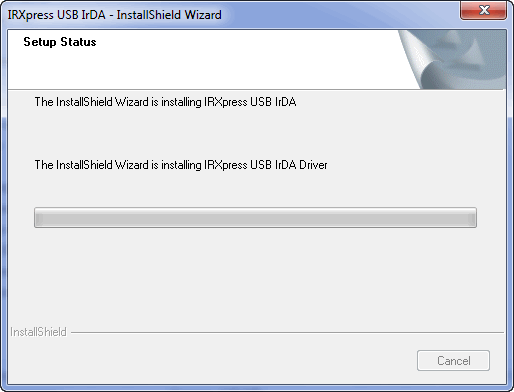 IRXpress USB IrDA - InstallShield Wizard
Setup Status
The InstallShield Wizard is installing IRXpress USB IrDA
The InstallShield Wizard is installing IRXpress USB IrDA Driver
InstallShield
Cancel